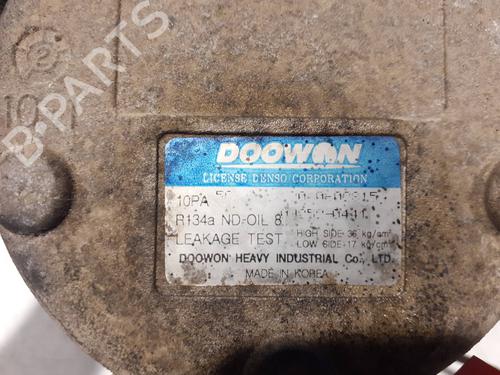 DOOWON
LICENSE DENSO CORPORATION
10PA
R134a ND-OIL 8
LEAKAGE TEST HIGH SIDE-36 kg/cm²
LOW SIDE-17 kg/cm²
DOOWON HEAVY INDUSTRIAL Co., LTD.
MADE IN KOREA
B-PARTS